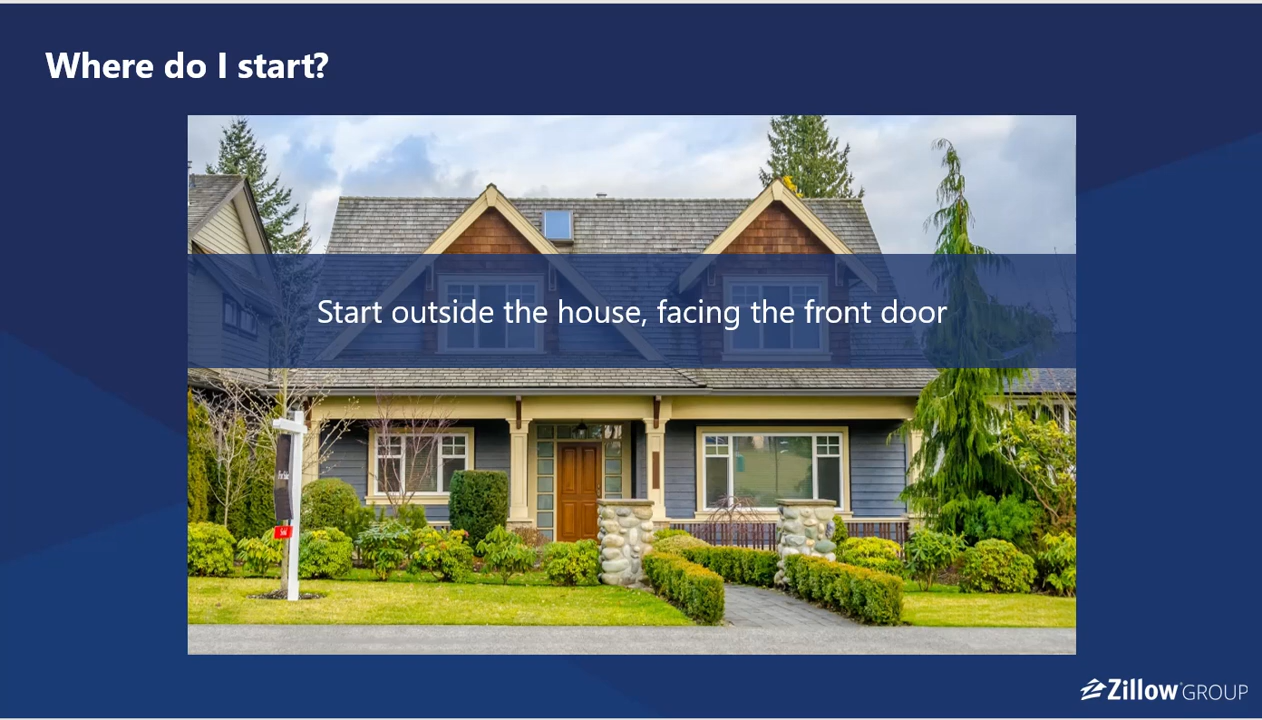 Where do I start?
Start outside the house, facing the front door
Zillow GROUP